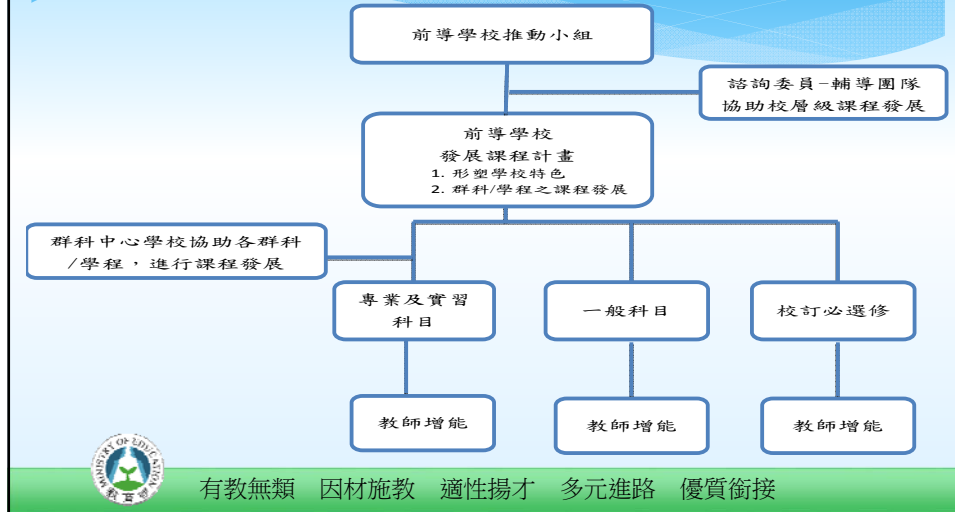 前導學校推動小組
諮詢委員-輔導團隊
協助校層級課程發展
前導學校
發展課程計畫
1. 形塑學校特色
2. 群科/學程之課程發展
群科中心學校協助各群科
/學程，進行課程發展
專業及實習
科目
一般科目
校訂必選修
教師增能
教師增能
教師增能
MINISTRY OF EDUCATION
教育部
有教無類 因材施教 適性揚才 多元進路 優質銜接